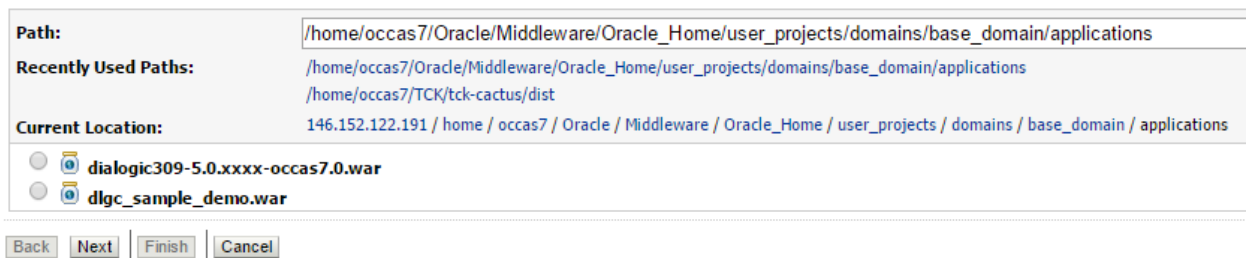 Path: /home/occas7/Oracle/Middleware/Oracle_Home/user_projects/domains/base_domain/applications
Recently Used Paths: /home/occas7/Oracle/Middleware/Oracle_Home/user_projects/domains/base_domain/applications
/home/occas7/TCK/tck-cactus/dist
Current Location: 146.152.122.191 / home / occas7 / Oracle / Middleware / Oracle_Home / user_projects / domains / base_domain / applications
dialogic309-5.0.xxxx-occas7.0.war
dlgc_sample_demo.war
Back Next Finish Cancel